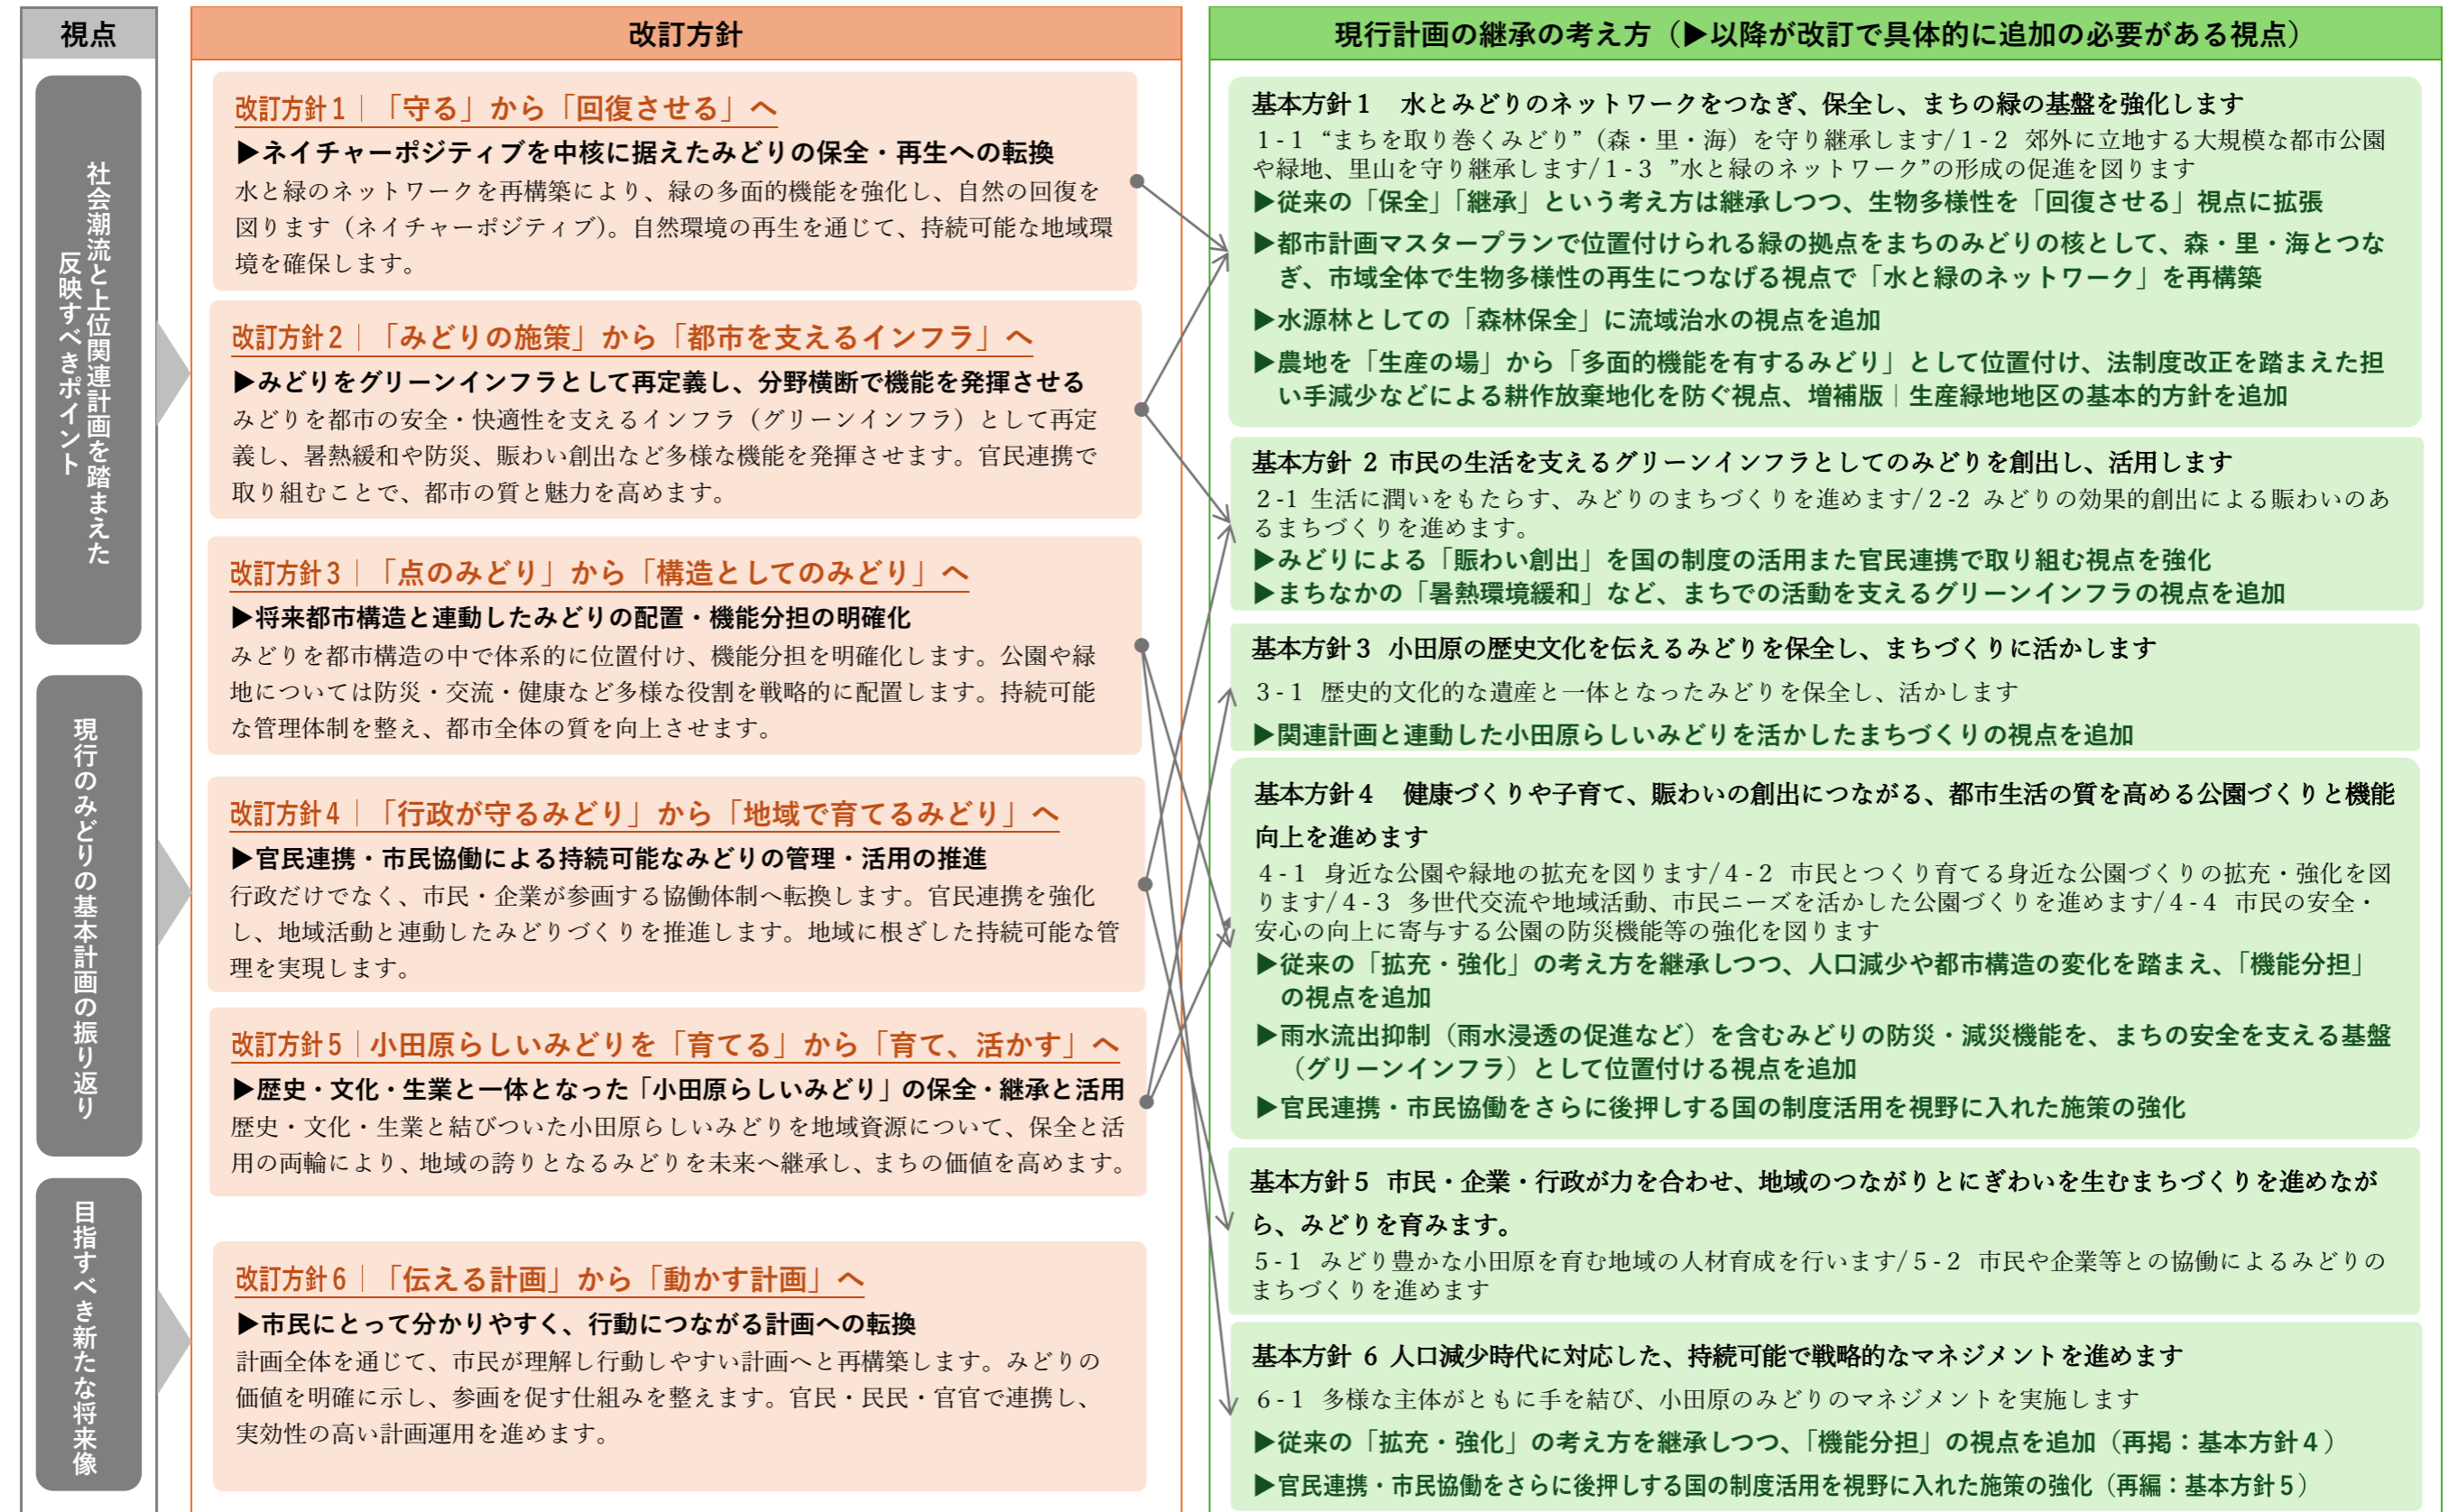 視点
社会潮流と上位関連計画を踏まえた
反映すべきポイント
現行のみどりの基本計画の振り返り
目指すべき新たな将来像
改訂方針
改訂方針1｜「守る」から「回復させる」へ
▶ネイチャーポジティブを中核に据えたみどりの保全・再生への転換
水と緑のネットワークを再構築により、緑の多面的機能を強化し、自然の回復を
図ります（ネイチャーポジティブ）。自然環境の再生を通じて、持続可能な地域環
境を確保します。
改訂方針2｜「みどりの施策」から「都市を支えるインフラ」へ
▶みどりをグリーンインフラとして再定義し、分野横断で機能を発揮させる
みどりを都市の安全・快適性を支えるインフラ（グリーンインフラ）として再定
義し、暑熱緩和や防災、賑わい創出など多様な機能を発揮させます。官民連携で
取り組むことで、都市の質と魅力を高めます。
改訂方針3｜「点のみどり」から「構造としてのみどり」へ
▶将来都市構造と連動したみどりの配置・機能分担の明確化
みどりを都市構造の中で体系的に位置付け、機能分担を明確化します。公園や緑
地については防災・交流・健康など多様な役割を戦略的に配置します。持続可能
な管理体制を整え、都市全体の質を向上させます。
改訂方針4｜「行政が守るみどり」から「地域で育てるみどり」へ
▶官民連携・市民協働による持続可能なみどりの管理・活用の推進
行政だけでなく、市民・企業が参画する協働体制へ転換します。官民連携を強化
し、地域活動と連動したみどりづくりを推進します。地域に根ざした持続可能な管
理を実現します。
改訂方針5｜小田原らしいみどりを「育てる」から「育て、活かす」へ
▶歴史・文化・生業と一体となった「小田原らしいみどり」の保全・継承と活用
歴史・文化・生業と結びついた小田原らしいみどりを地域資源について、保全と活
用の両輪により、地域の誇りとなるみどりを未来へ継承し、まちの価値を高めます。
改訂方針6｜「伝える計画」から「動かす計画」へ
▶市民にとって分かりやすく、行動につながる計画への転換
計画全体を通じて、市民が理解し行動しやすい計画へと再構築します。みどりの
価値を明確に示し、参画を促す仕組みを整えます。官民・民民・官官で連携し、
実効性の高い計画運用を進めます。
現行計画の継承の考え方（▶以降が改訂で具体的に追加の必要がある視点）
基本方針1　水とみどりのネットワークをつなぎ、保全し、まちの緑の基盤を強化します
1-1 “まちを取り巻くみどり”（森・里・海）を守り継承します/1-2 郊外に立地する大規模な都市公園
や緑地、里山を守り継承します/1-3 ”水と緑のネットワーク”の形成の促進を図ります
▶従来の「保全」「継承」という考え方は継承しつつ、生物多様性を「回復させる」視点に拡張
▶都市計画マスタープランで位置付けられる緑の拠点をまちのみどりの核として、森・里・海とつな
ぎ、市域全体で生物多様性の再生につなげる視点で「水と緑のネットワーク」を再構築
▶水源林としての「森林保全」に流域治水の視点を追加
▶農地を「生産の場」から「多面的機能を有するみどり」として位置付け、法制度改正を踏まえた担
い手減少などによる耕作放棄地化を防ぐ視点、増補版｜生産緑地地区の基本的方針を追加
基本方針 2 市民の生活を支えるグリーンインフラとしてのみどりを創出し、活用します
2-1 生活に潤いをもたらす、みどりのまちづくりを進めます/2-2 みどりの効果的創出による賑わいのあ
るまちづくりを進めます。
▶みどりによる「賑わい創出」を国の制度の活用また官民連携で取り組む視点を強化
▶まちなかの「暑熱環境緩和」など、まちでの活動を支えるグリーンインフラの視点を追加
基本方針3 小田原の歴史文化を伝えるみどりを保全し、まちづくりに活かします
3-1 歴史的文化的な遺産と一体となったみどりを保全し、活かします
▶関連計画と連動した小田原らしいみどりを活かしたまちづくりの視点を追加
基本方針4　健康づくりや子育て、賑わいの創出につながる、都市生活の質を高める公園づくりと機能
向上を進めます
4-1 身近な公園や緑地の拡充を図ります/4-2 市民とつくり育てる身近な公園づくりの拡充・強化を図
ります/4-3 多世代交流や地域活動、市民ニーズを活かした公園づくりを進めます/4-4 市民の安全・
安心の向上に寄与する公園の防災機能等の強化を図ります
▶従来の「拡充・強化」の考え方を継承しつつ、人口減少や都市構造の変化を踏まえ、「機能分担」
の視点を追加
▶雨水流出抑制（雨水浸透の促進など）を含むみどりの防災・減災機能を、まちの安全を支える基盤
（グリーンインフラ）として位置付ける視点を追加
▶官民連携・市民協働をさらに後押しする国の制度活用を視野に入れた施策の強化
基本方針5 市民・企業・行政が力を合わせ、地域のつながりとにぎわいを生むまちづくりを進めなが
ら、みどりを育みます。
5-1 みどり豊かな小田原を育む地域の人材育成を行います/5-2 市民や企業等との協働によるみどりの
まちづくりを進めます
基本方針 6 人口減少時代に対応した、持続可能で戦略的なマネジメントを進めます
6-1 多様な主体がともに手を結び、小田原のみどりのマネジメントを実施します
▶従来の「拡充・強化」の考え方を継承しつつ、「機能分担」の視点を追加（再掲：基本方針4）
▶官民連携・市民協働をさらに後押しする国の制度活用を視野に入れた施策の強化（再編：基本方針5）